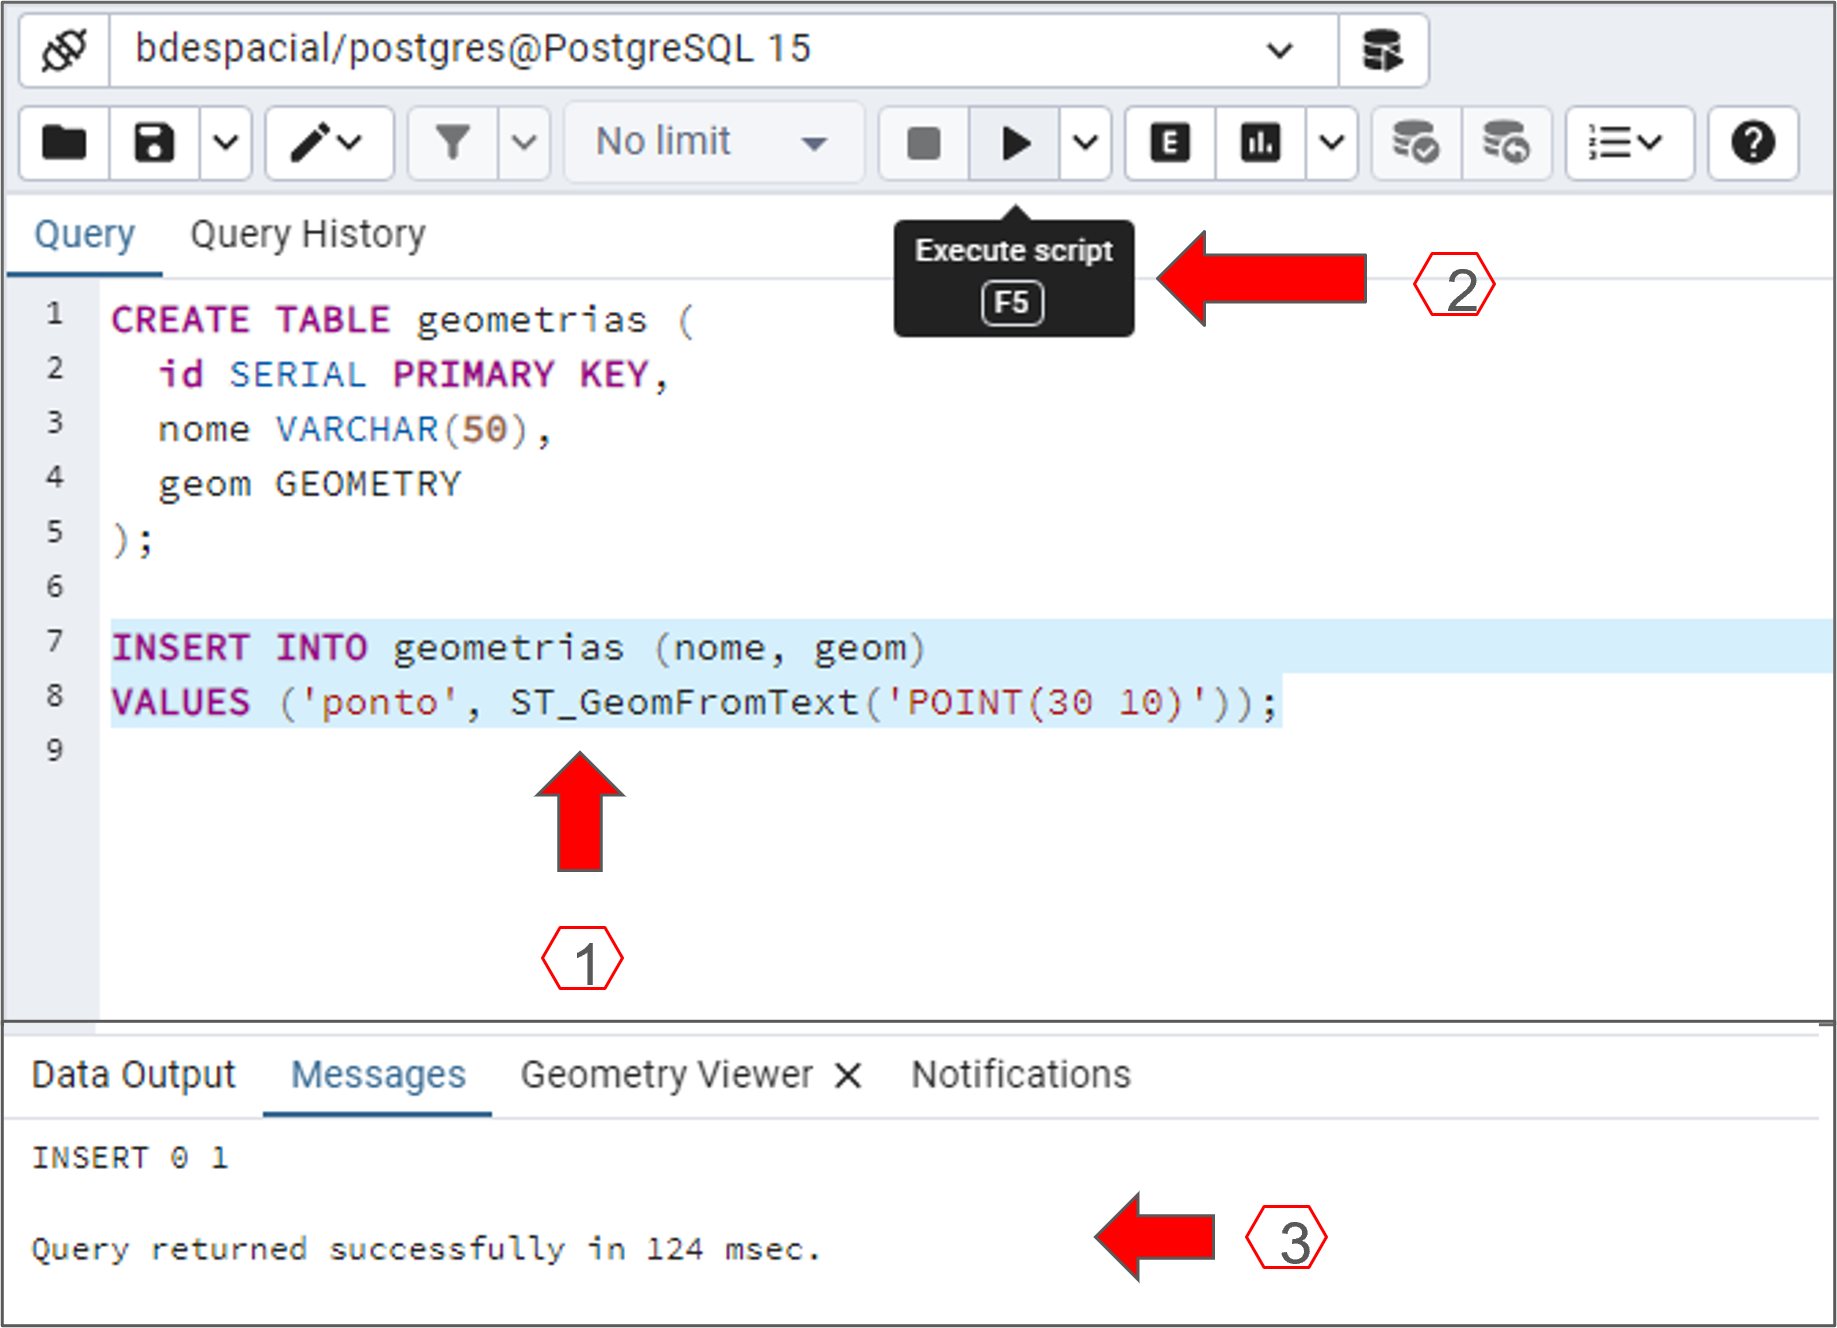 bdespacial/postgres@PostgreSQL 15
No limit
E
?
Query Query History
Execute script
F5
2
1 CREATE TABLE geometrias (
2 id SERIAL PRIMARY KEY,
3 nome VARCHAR(50),
4 geom GEOMETRY
5 );
6
7 INSERT INTO geometrias (nome, geom)
8 VALUES ('ponto', ST_GeomFromText('POINT(30 10)'));
9
1
Data Output Messages Geometry Viewer Notifications
INSERT 0 1
Query returned successfully in 124 msec.
3